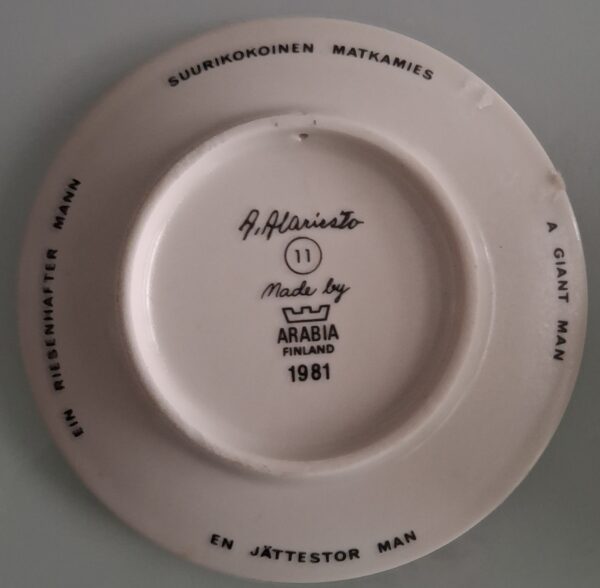 SUURIKOKOINEN MATKAMIES
A GIANT MAN
EN JÄTTESTOR MAN
EIN RIESENHAFTER MANN
A. Alariesto
11
Made by
ARABIA
FINLAND
1981